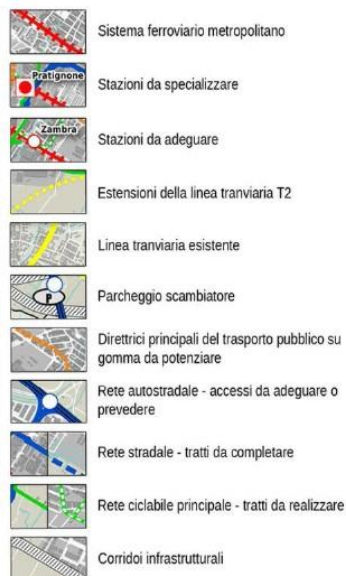 Sistema ferroviario metropolitano
Pratignone
Stazioni da specializzare
Zambra
Stazioni da adeguare
Estensioni della linea tranviaria T2
Linea tranviaria esistente
P
Parcheggio scambiatore
Direttrici principali del trasporto pubblico su
gomma da potenziare
Rete autostradale - accessi da adeguare o
prevedere
Rete stradale - tratti da completare
Rete ciclabile principale - tratti da realizzare
Corridoi infrastrutturali